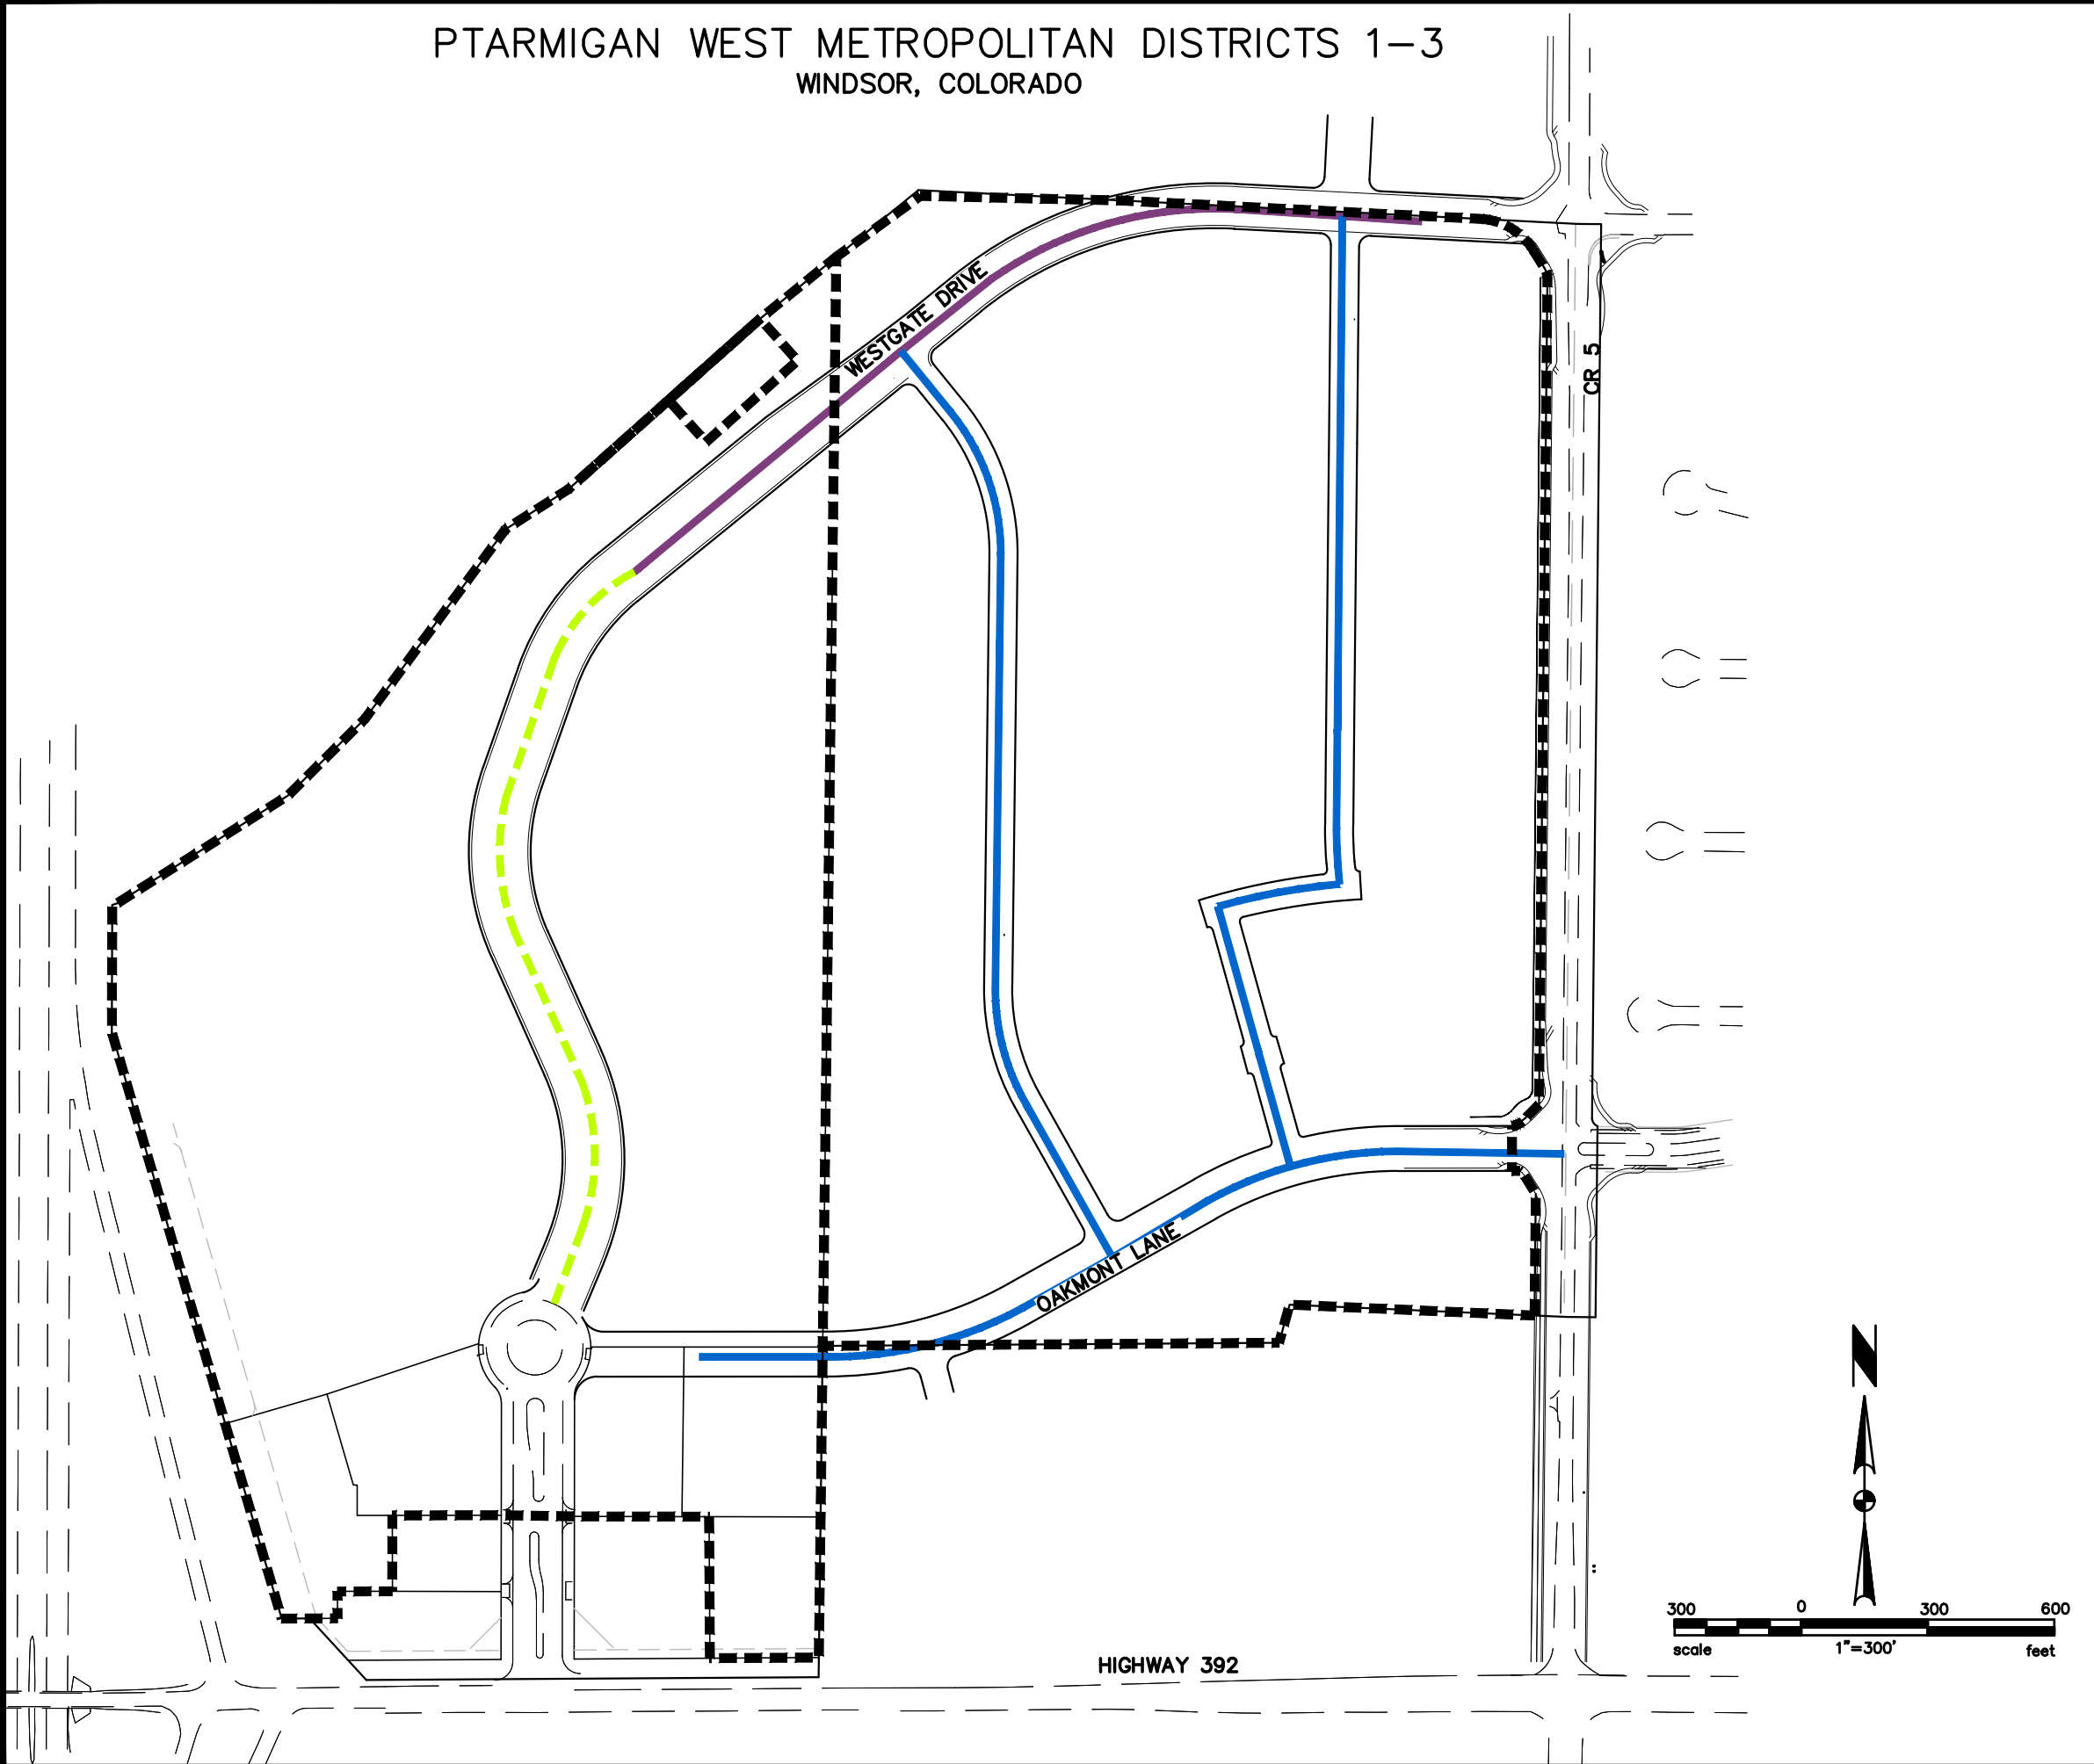 PTARMIGAN WEST METROPOLITAN DISTRICTS 1-3
WINDSOR, COLORADO
WESTGATE DRIVE
CR 5
OAKMONT LANE
N
300 0 300 600
scale 1"=300' feet
HIGHWAY 392